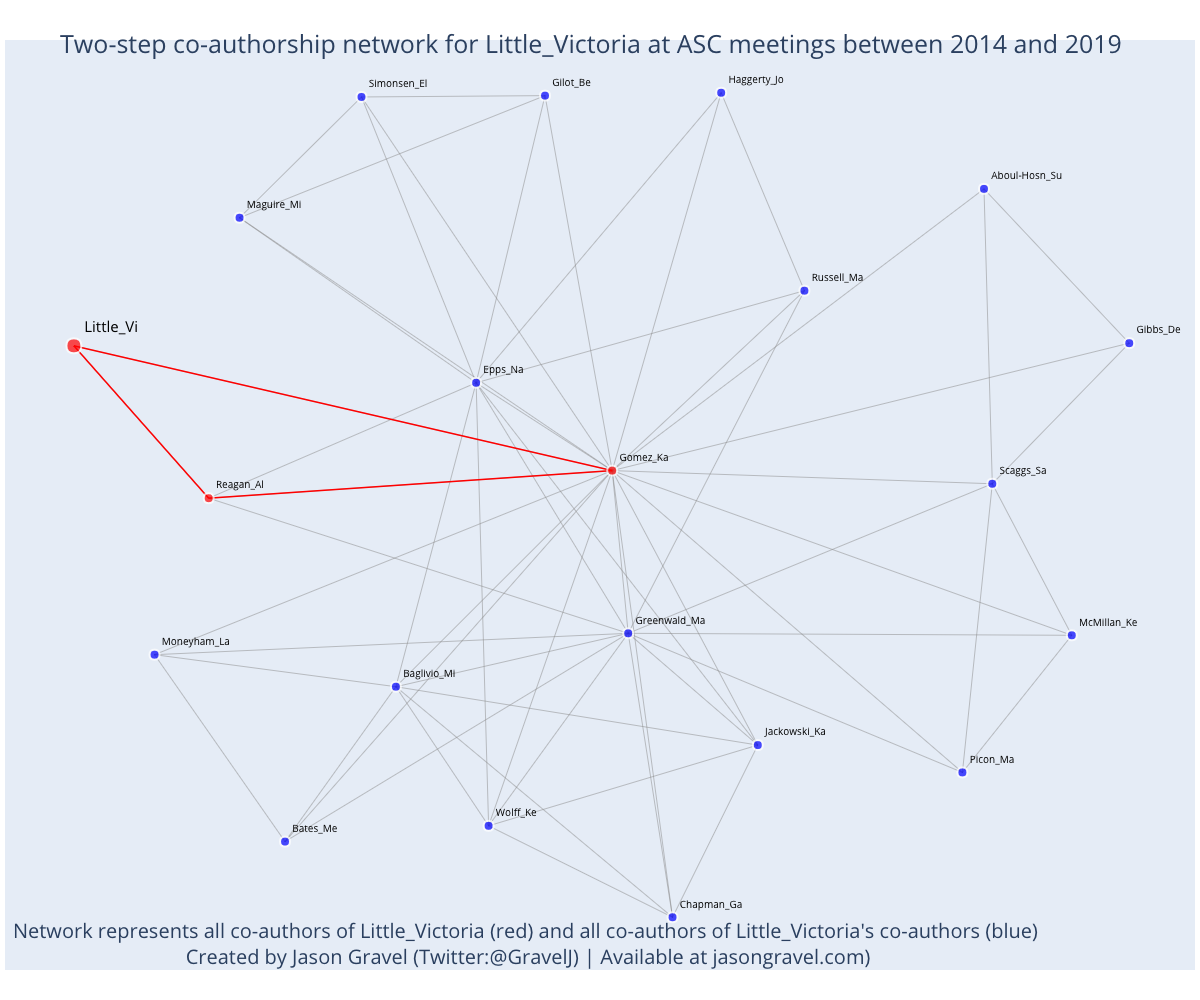 Two-step co-authorship network for Little_Victoria at ASC meetings between 2014 and 2019
Simonsen_El
Gilot_Be
Haggerty_Jo
Aboul-Hosn_Su
Maguire_Mi
Russell_Ma
Little_Vi
Gibbs_De
Epps_Na
Gomez_Ka
Scaggs_Sa
Reagan_Al
Greenwald_Ma
McMillan_Ke
Moneyham_La
Baglivio_Mi
Jackowski_Ka
Picon_Ma
Wolff_Ke
Bates_Me
Chapman_Ga
Network represents all co-authors of Little_Victoria (red) and all co-authors of Little_Victoria's co-authors (blue)
Created by Jason Gravel (Twitter:@GravelJ) | Available at jasongravel.com)